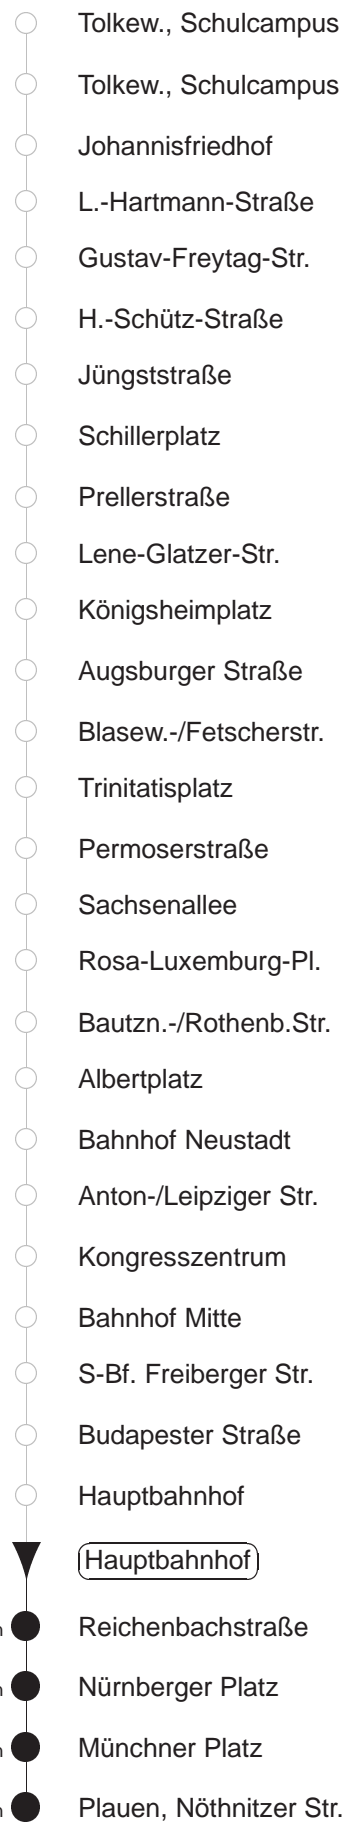 Tolkew., Schulcampus
Tolkew., Schulcampus
Johannisfriedhof
L.-Hartmann-Straße
Gustav-Freytag-Str.
H.-Schütz-Straße
Jüngststraße
Schillerplatz
Prellerstraße
Lene-Glatzer-Str.
Königsheimplatz
Augsburger Straße
Blasew.-/Fetscherstr.
Trinitatisplatz
Permoserstraße
Sachsenallee
Rosa-Luxemburg-Pl.
Bautzn.-/Rothenb.Str.
Albertplatz
Bahnhof Neustadt
Anton-/Leipziger Str.
Kongresszentrum
Bahnhof Mitte
S-Bf. Freiberger Str.
Budapester Straße
Hauptbahnhof
Hauptbahnhof
Reichenbachstraße
Nürnberger Platz
Münchner Platz
Plauen, Nöthnitzer Str.